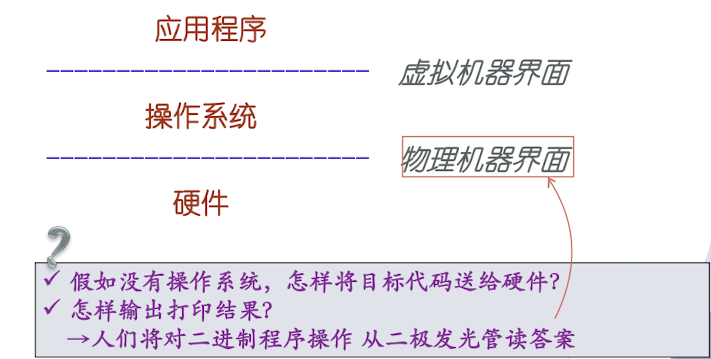 应用程序
虚拟机器界面
操作系统
物理机器界面
硬件
?
✓ 假如没有操作系统，怎样将目标代码送给硬件?
✓ 怎样输出打印结果?
→人们将对二进制程序操作 从二极发光管读答案